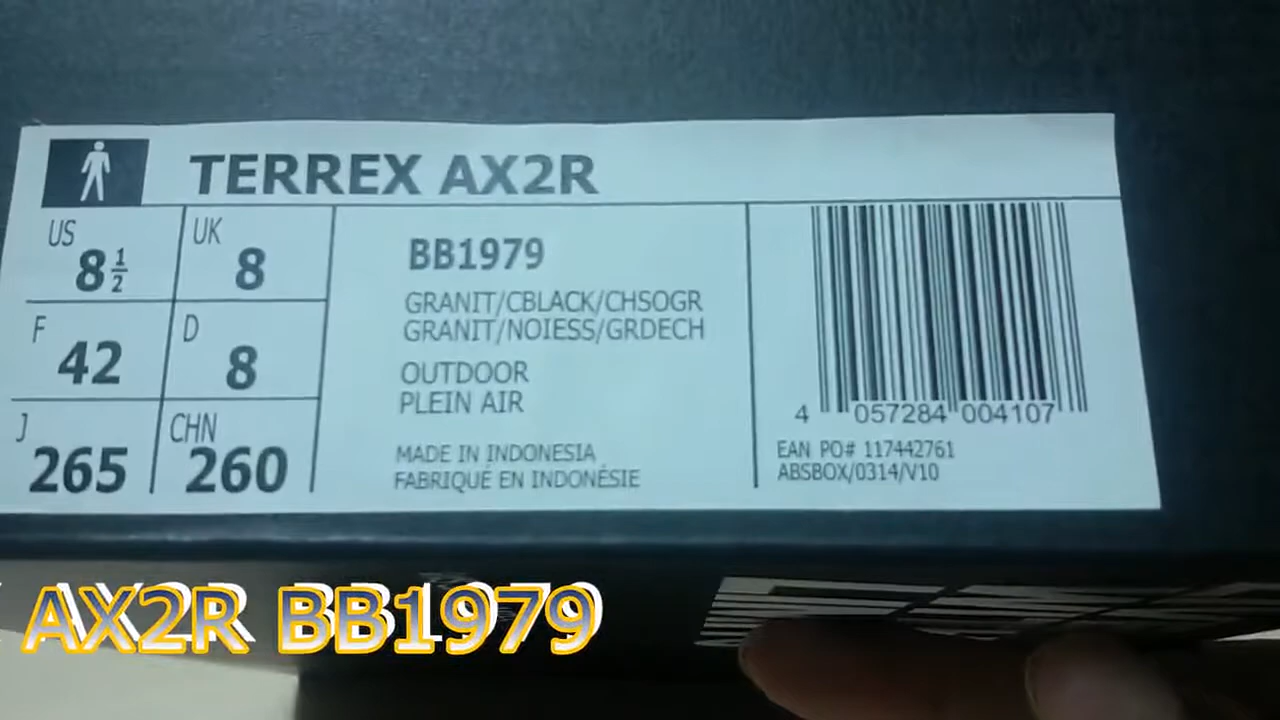 TERREX AX2R
US 8½ UK 8
F 42 D 8
J 265 CHN 260
BB1979
GRANIT/CBLACK/CHSOGR
GRANIT/NOIESS/GRDECH
OUTDOOR
PLEIN AIR
MADE IN INDONESIA
FABRIQUÉ EN INDONÉSIE
4 057284 004107
EAN PO# 117442761
ABSBOX/0314/V10
AX2R BB1979